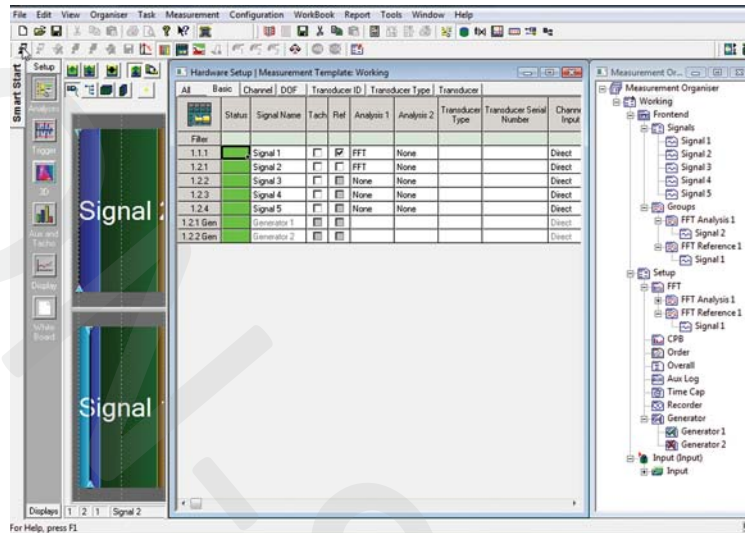 File Edit View Organiser Task Measurement Configuration WorkBook Report Tools Window Help
Smart Start
Setup
Analysers
Trigger
3D
Aux and Tacho
Display
White Board
Displays
Signal 2
Signal
1 2 1 Signal 2
Hardware Setup | Measurement Template: Working
All Basic Channel DOF Transducer ID Transducer Type Transducer
Status Signal Name Tach Ref Analysis 1 Analysis 2 Transducer Type Transducer Serial Number Input
Filter
1.1.1 Signal 1 FFT None Direct
1.2.1 Signal 2 FFT None Direct
1.2.2 Signal 3 None None Direct
1.2.3 Signal 4 None None Direct
1.2.4 Signal 5 None None Direct
1.2.1 Gen Generator 1 Direct
1.2.2 Gen Generator 2 Direct
Measurement Or...
Measurement Organiser
Working
Frontend
Signals
Signal 1
Signal 2
Signal 3
Signal 4
Signal 5
Groups
FFT Analysis 1
Signal 2
FFT Reference 1
Signal 1
Setup
FFT
FFT Analysis 1
FFT Reference 1
Signal 1
CPB
Order
Overall
Aux Log
Time Cap
Recorder
Generator
Generator 1
Generator 2
Input (Input)
Input
For Help, press F1